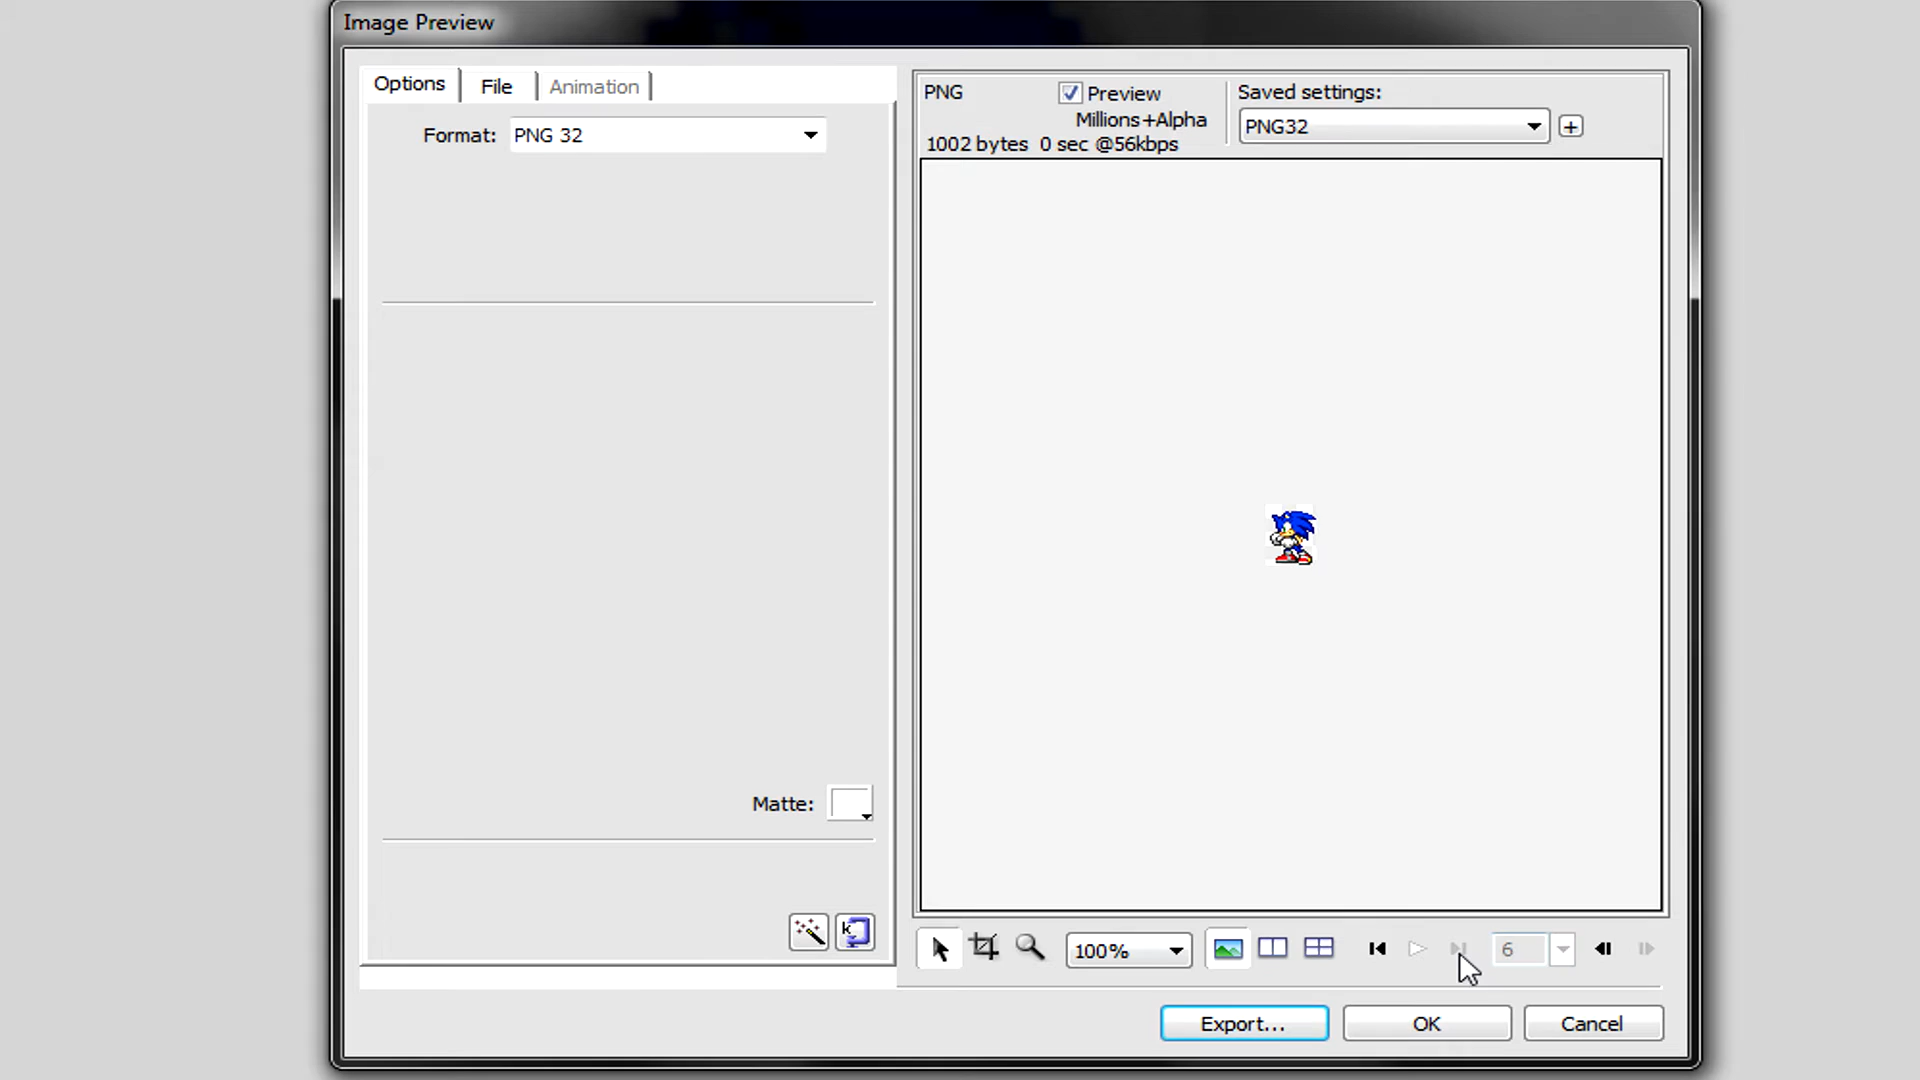 Image Preview
Options
File
Animation
Format:
PNG 32
Matte:
PNG
Preview
Millions+Alpha
1002 bytes 0 sec @56kbps
Saved settings:
PNG32
100%
6
Export...
OK
Cancel